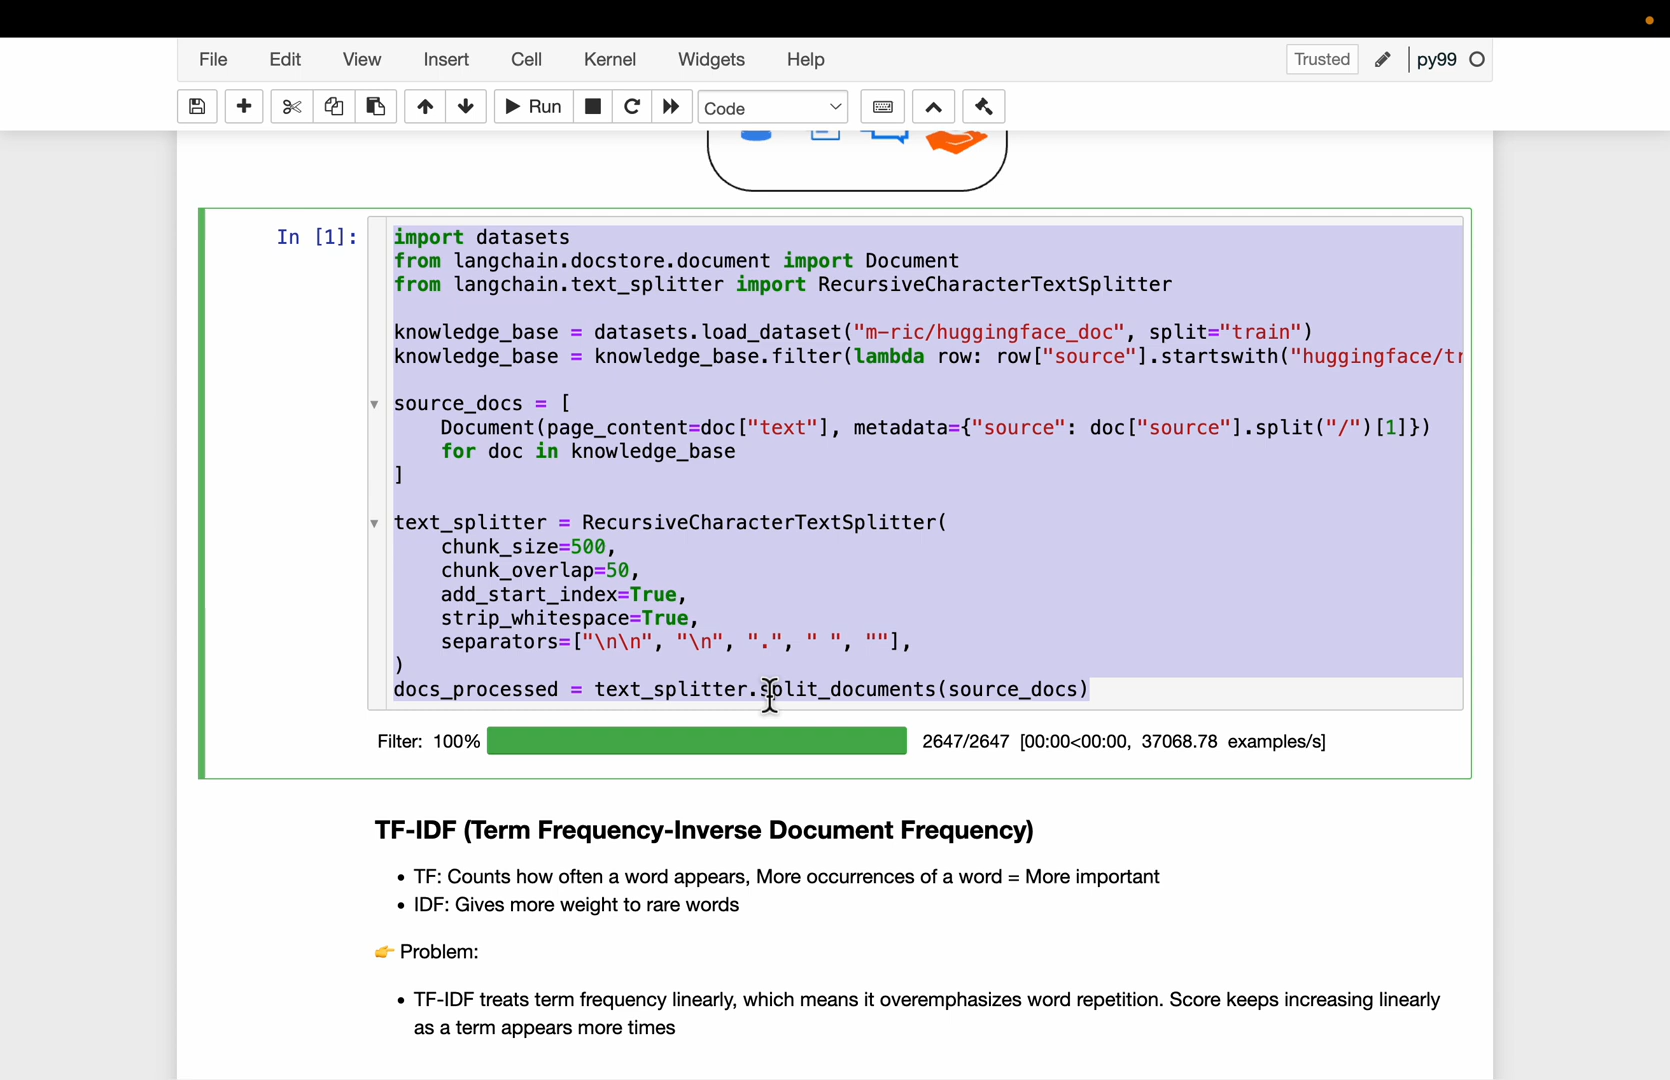 File Edit View Insert Cell Kernel Widgets Help Trusted py99
Run Code
In [1]:
import datasets
from langchain.docstore.document import Document
from langchain.text_splitter import RecursiveCharacterTextSplitter
knowledge_base = datasets.load_dataset("m-ric/huggingface_doc", split="train")
knowledge_base = knowledge_base.filter(lambda row: row["source"].startswith("huggingface/tr
source_docs = [
    Document(page_content=doc["text"], metadata={"source": doc["source"].split("/")[1]})
    for doc in knowledge_base
]
text_splitter = RecursiveCharacterTextSplitter(
    chunk_size=500,
    chunk_overlap=50,
    add_start_index=True,
    strip_whitespace=True,
    separators=["\n\n", "\n", ".", " ", ""],
)
docs_processed = text_splitter.split_documents(source_docs)
Filter: 100% 2647/2647 [00:00<00:00, 37068.78 examples/s]
TF-IDF (Term Frequency-Inverse Document Frequency)
• TF: Counts how often a word appears, More occurrences of a word = More important
• IDF: Gives more weight to rare words
👉 Problem:
• TF-IDF treats term frequency linearly, which means it overemphasizes word repetition. Score keeps increasing linearly
as a term appears more times